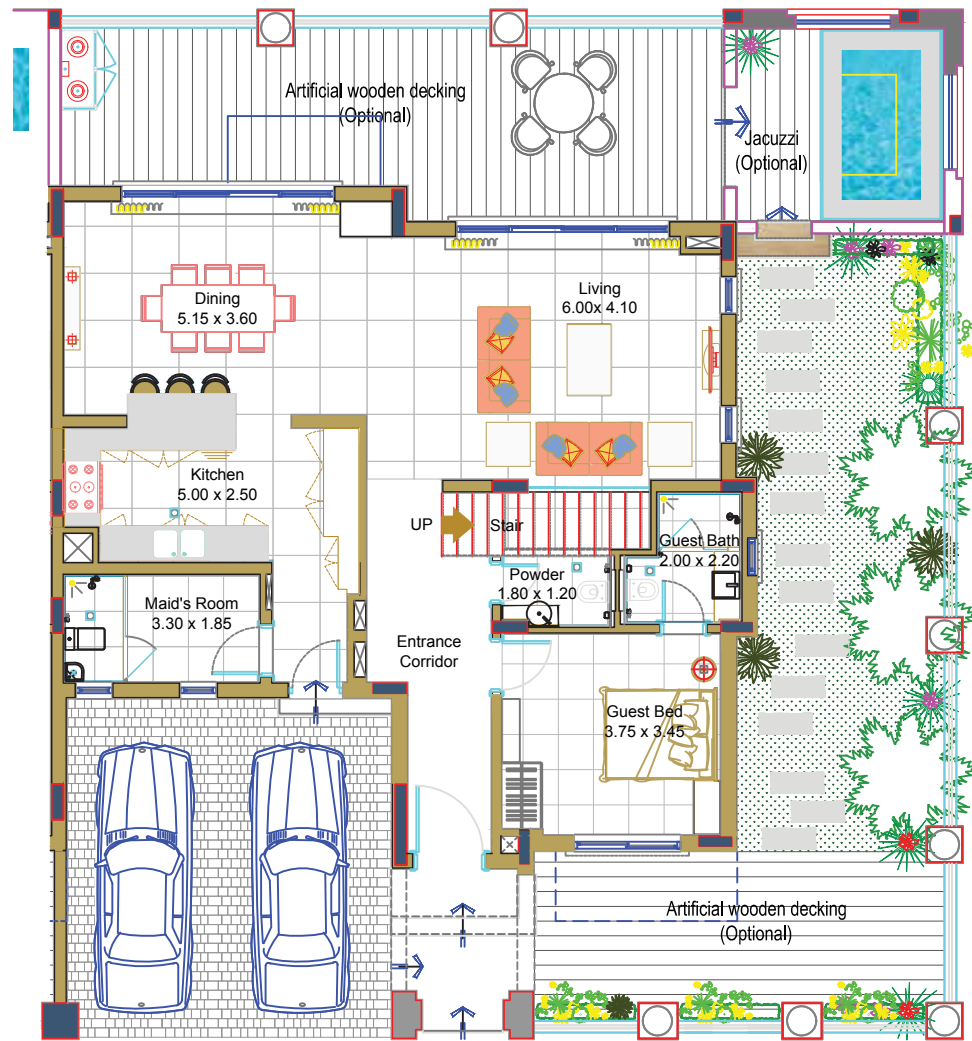 Artificial wooden decking
(Optional)
Jacuzzi
(Optional)
Living
6.00x 4.10
Dining
5.15 x 3.60
Kitchen
5.00 x 2.50
UP
Stair
Guest Bath
2.00 x 2.20
Powder
1.80 x 1.20
Maid's Room
3.30 x 1.85
Entrance
Corridor
Guest Bed
3.75 x 3.45
Artificial wooden decking
(Optional)